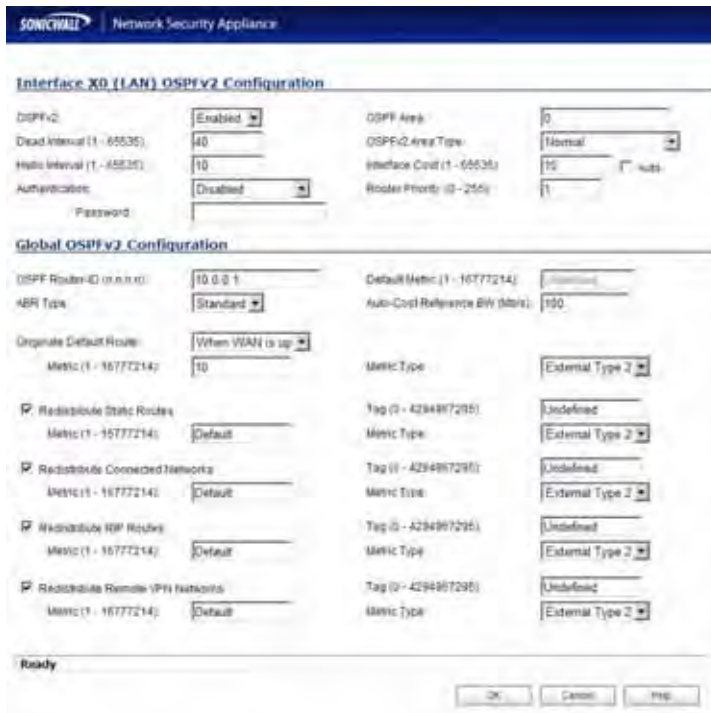 SONICWALL | Network Security Appliance
Interface X0 (LAN) OSPFv2 Configuration
OSPFv2: Enabled OSPF Area: 0
Dead Interval (1 - 65535): 40 OSPFv2 Area Type: Normal
Hello Interval (1 - 65535): 10 Interface Cost (1 - 65535): 10 Auto
Authentication: Disabled Router Priority (0 - 255): 1
Password:
Global OSPFv2 Configuration
OSPF Router-ID (n.n.n.n): 10.0.0.1 Default Metric (1 - 16777214): Undefined
ABR Type: Standard Auto-Cost Reference BW (Mb/s): 100
Originate Default Route: When WAN is up
Metric (1 - 16777214): 10 Metric Type: External Type 2
Redistribute Static Routes Tag (0 - 4294967295): Undefined
Metric (1 - 16777214): Default Metric Type: External Type 2
Redistribute Connected Networks Tag (0 - 4294967295): Undefined
Metric (1 - 16777214): Default Metric Type: External Type 2
Redistribute RIP Routes Tag (0 - 4294967295): Undefined
Metric (1 - 16777214): Default Metric Type: External Type 2
Redistribute Remote VPN Networks Tag (0 - 4294967295): Undefined
Metric (1 - 16777214): Default Metric Type: External Type 2
Ready
OK Cancel Help